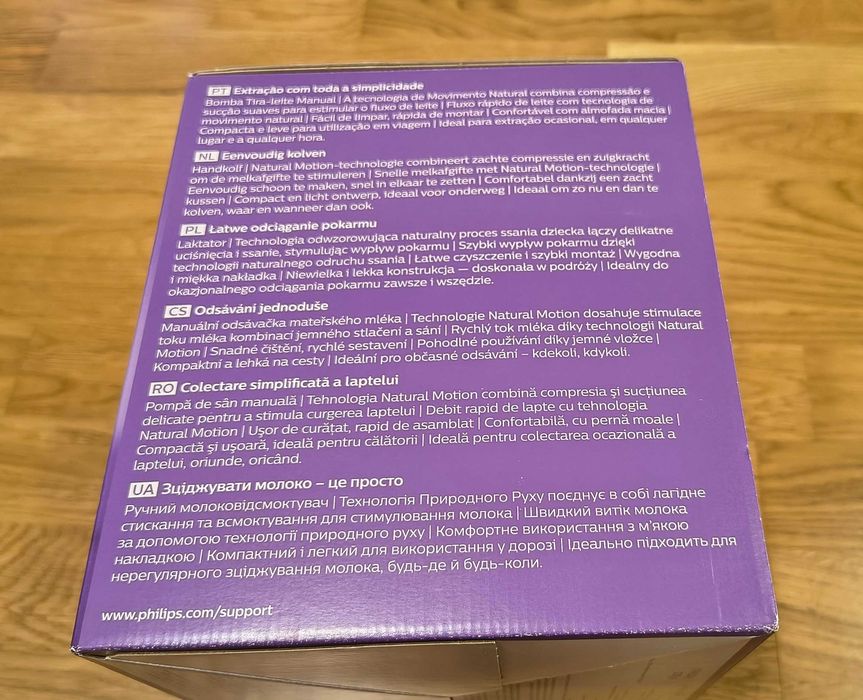 PT Extração com toda a simplicidade
Bomba Tira-leite Manual | A tecnologia de Movimento Natural combina compressão e
sucção suaves para estimular o fluxo de leite | Fluxo rápido de leite com tecnologia de
movimento natural | Fácil de limpar, rápida de montar | Confortável com almofada macia |
Compacta e leve para utilização em viagem | Ideal para extração ocasional, em qualquer
lugar e a qualquer hora.
NL Eenvoudig kolven
Handkolf | Natural Motion-technologie combineert zachte compressie en zuigkracht
om de melkafgifte te stimuleren | Snelle melkafgifte met Natural Motion-technologie |
Eenvoudig schoon te maken, snel in elkaar te zetten | Comfortabel dankzij een zacht
kussen | Compact en licht ontwerp, ideaal voor onderweg | Ideaal om zo nu en dan te
kolven, waar en wanneer dan ook.
PL Łatwe odciąganie pokarmu
Laktator | Technologia odwzorowująca naturalny proces ssania dziecka łączy delikatne
uciśnięcia i ssanie, stymulując wypływ pokarmu | Szybki wypływ pokarmu dzięki
technologii naturalnego odruchu ssania | Łatwe czyszczenie i szybki montaż | Wygodna
i miękka nakładka | Niewielka i lekka konstrukcja — doskonała w podróży | Idealny do
okazjonalnego odciągania pokarmu zawsze i wszędzie.
CS Odsávání jednoduše
Manuální odsávačka mateřského mléka | Technologie Natural Motion dosahuje stimulace
toku mléka kombinací jemného stlačení a sání | Rychlý tok mléka díky technologii Natural
Motion | Snadné čištění, rychlé sestavení | Pohodlné používání díky jemné vložce |
Kompaktní a lehká na cesty | Ideální pro občasné odsávání – kdekoli, kdykoli.
RO Colectare simplificată a laptelui
Pompă de sân manuală | Tehnologia Natural Motion combină compresia şi sucţiunea
delicate pentru a stimula curgerea laptelui | Debit rapid de lapte cu tehnologia
Natural Motion | Uşor de curăţat, rapid de asamblat | Confortabilă, cu pernă moale |
Compactă şi uşoară, ideală pentru călătorii | Ideală pentru colectarea ocazională a
laptelui, oriunde, oricând.
UA Зціджувати молоко – це просто
Ручний молоковідсмоктувач | Технологія Природного Руху поєднує в собі лагідне
стискання та всмоктування для стимулювання молока | Швидкий витік молока
за допомогою технології природного руху | Комфортне використання з м'якою
накладкою | Компактний і легкий для використання у дорозі | Ідеально підходить для
нерегулярного зціджування молока, будь-де й будь-коли.
www.philips.com/support